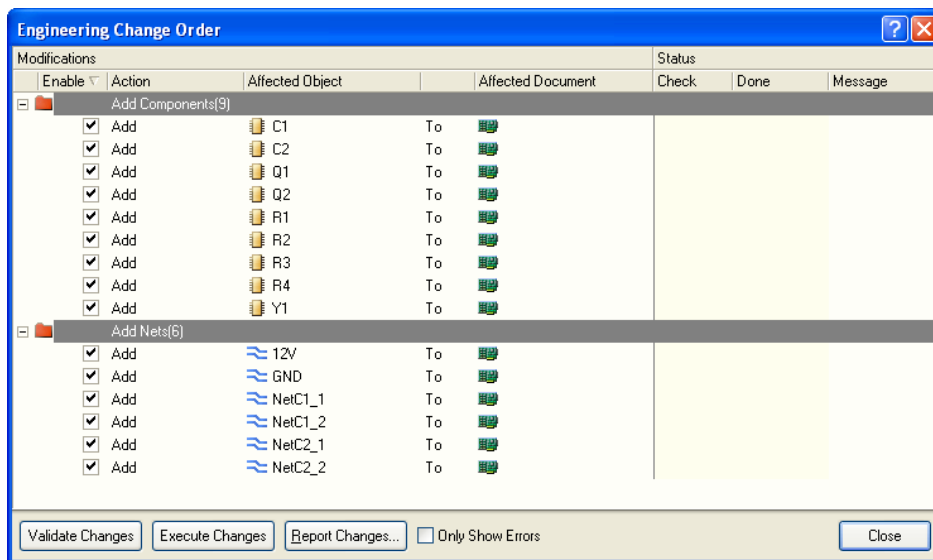 Engineering Change Order
Modifications Status
Enable Action Affected Object Affected Document Check Done Message
Add Components(9)
Add C1 To
Add C2 To
Add Q1 To
Add Q2 To
Add R1 To
Add R2 To
Add R3 To
Add R4 To
Add Y1 To
Add Nets(6)
Add 12V To
Add GND To
Add NetC1_1 To
Add NetC1_2 To
Add NetC2_1 To
Add NetC2_2 To
Validate Changes Execute Changes Report Changes... Only Show Errors Close